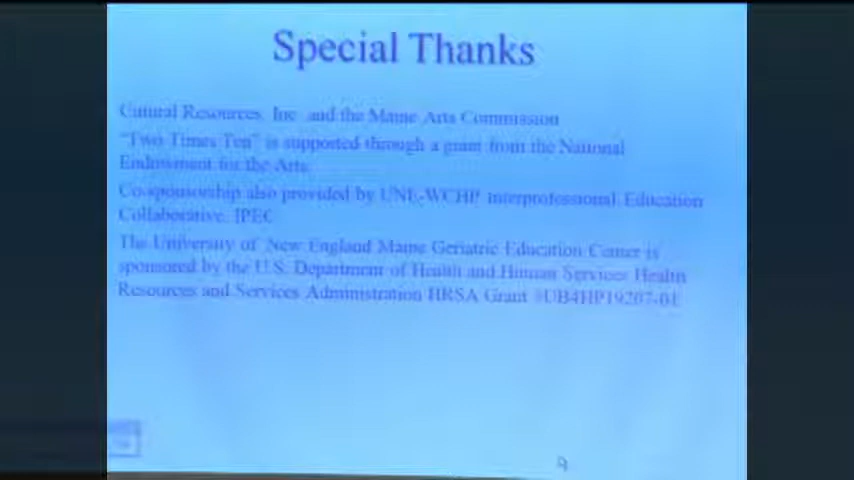 Special Thanks
Cutural Resources, Inc. and the Maine Arts Commission
"Two Times Ten" is supported through a grant from the National
Endowment for the Arts.
Co-sponsorship also provided by UNE-WCHP Interprofessional Education
Collaborative, IPEC
The University of New England Maine Geriatric Education Center is
sponsored by the U.S. Department of Health and Human Services Health
Resources and Services Administration HRSA Grant #UB4HP19207-01